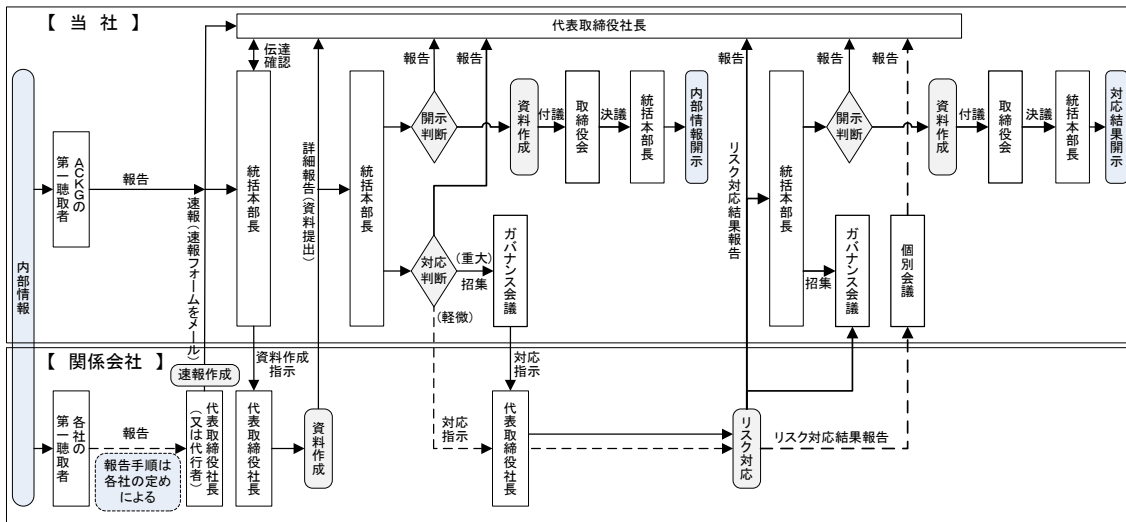 【 当 社 】
代表取締役社長
伝達
確認
報告
報告
報告
報告
内部情報
ACKGの
第一聴取者
報告
速報(速報フォームをメール)
統括本部長
詳細報告(資料提出)
統括本部長
開示
判断
資料作成
付議
取締役会
決議
統括本部長
内部情報開示
対応
判断
(重大)
招集
(軽微)
ガバナンス会議
リスク対応結果報告
統括本部長
開示
判断
資料作成
付議
取締役会
決議
統括本部長
対応結果開示
招集
ガバナンス会議
個別会議
【 関係会社 】
速報作成
資料作成
指示
対応
指示
各社の
第一聴取者
報告
報告手順は
各社の定め
による
代表取締役社長
(又は代行者)
代表取締役社長
資料作成
対応
指示
代表取締役社長
リスク対応
リスク対応結果報告